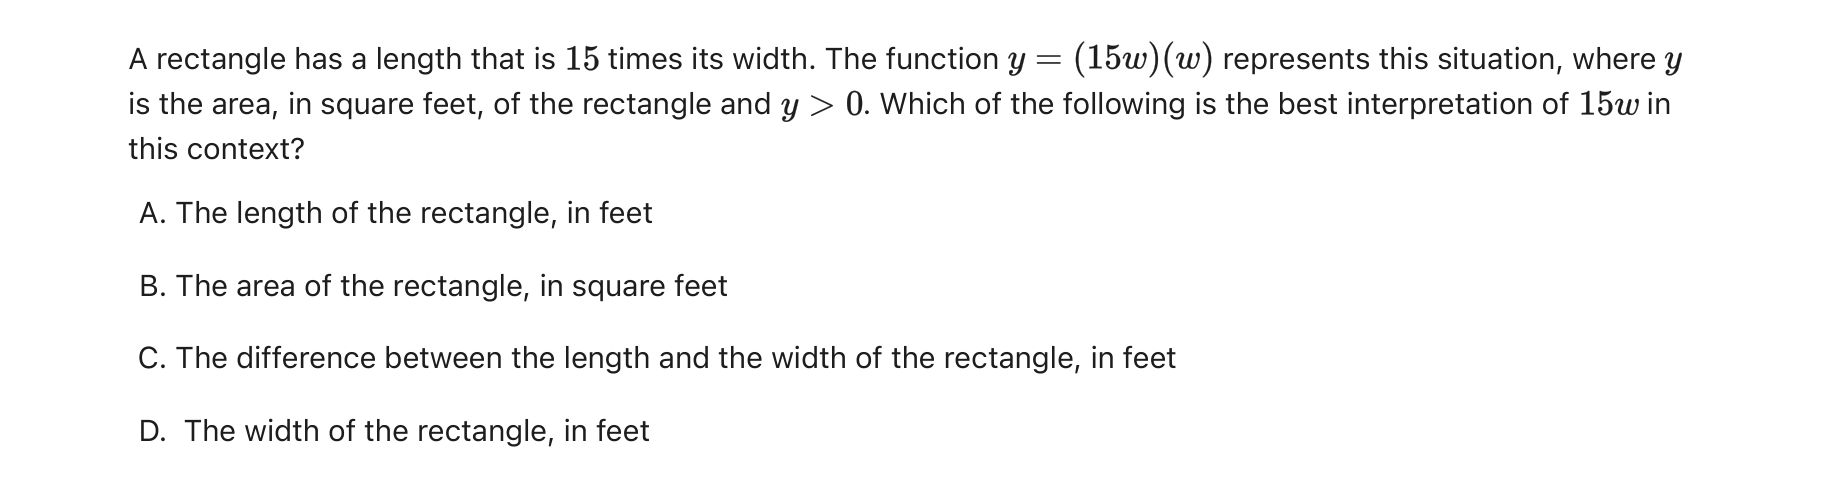 A rectangle has a length that is 15 times its width. The function y = (15w)(w) represents this situation, where y
is the area, in square feet, of the rectangle and y > 0. Which of the following is the best interpretation of 15w in
this context?
A. The length of the rectangle, in feet
B. The area of the rectangle, in square feet
C. The difference between the length and the width of the rectangle, in feet
D. The width of the rectangle, in feet